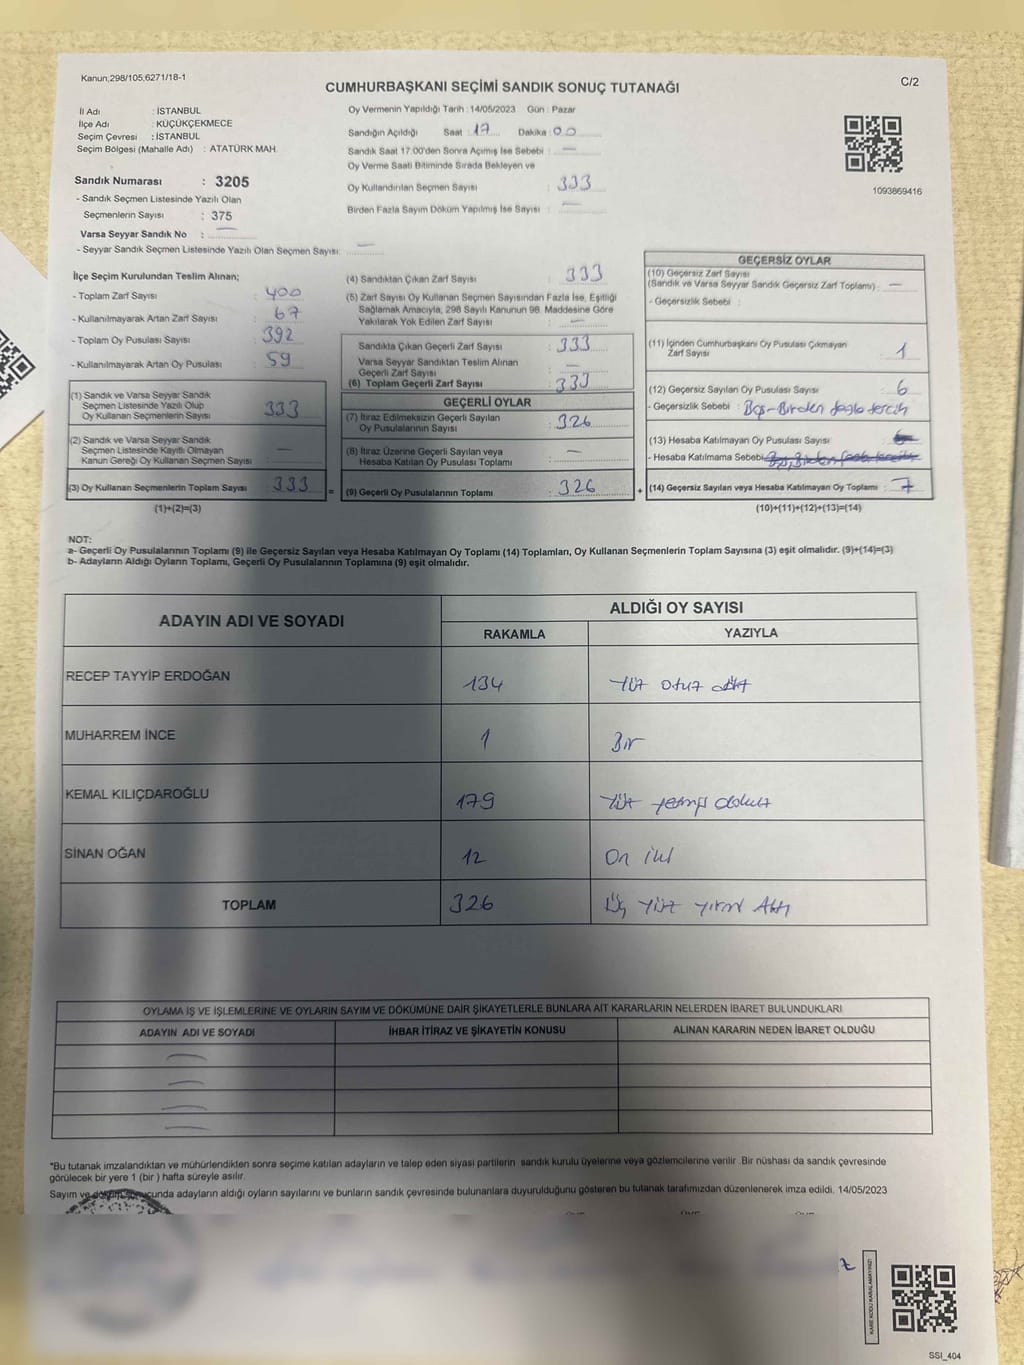 Kanun,298/105,6271/18-1
CUMHURBAŞKANI SEÇİMİ SANDIK SONUÇ TUTANAĞI
C/2
İl Adı : İSTANBUL
İlçe Adı : KÜÇÜKÇEKMECE
Seçim Çevresi : İSTANBUL
Seçim Bölgesi (Mahalle Adı) : ATATÜRK MAH.
Sandık Numarası : 3205
- Sandık Seçmen Listesinde Yazılı Olan
Seçmenlerin Sayısı : 375
Varsa Seyyar Sandık No : —
- Seyyar Sandık Seçmen Listesinde Yazılı Olan Seçmen Sayısı: —
Oy Vermenin Yapıldığı Tarih :14/05/2023 Gün : Pazar
Sandığın Açıldığı Saat : 17 Dakika : 00
Sandık Saat 17:00'den Sonra Açımış İse Sebebi : —
Oy Verme Saati Bitiminde Sırada Bekleyen ve
Oy Kullandırılan Seçmen Sayısı : 333
Birden Fazla Sayım Döküm Yapılmış İse Sayısı : —
1093869416
İlçe Seçim Kurulundan Teslim Alınan;
- Toplam Zarf Sayısı : 400
- Kullanılmayarak Artan Zarf Sayısı : 67
- Toplam Oy Pusulası Sayısı : 392
- Kullanılmayarak Artan Oy Pusulası : 59
(1) Sandık ve Varsa Seyyar Sandık
Seçmen Listesinde Yazılı Olup
Oy Kullanan Seçmenlerin Sayısı : 333
(2) Sandık ve Varsa Seyyar Sandık
Seçmen Listesinde Kayıtlı Olmayan
Kanun Gereği Oy Kullanan Seçmen Sayısı : —
(3) Oy Kullanan Seçmenlerin Toplam Sayısı : 333
(1)+(2)=(3)
(4) Sandıktan Çıkan Zarf Sayısı : 333
(5) Zarf Sayısı Oy Kullanan Seçmen Sayısından Fazla İse, Eşitliği
Sağlamak Amacıyla, 298 Sayılı Kanunun 98. Maddesine Göre
Yakılarak Yok Edilen Zarf Sayısı : —
Sandıkta Çıkan Geçerli Zarf Sayısı : 333
Varsa Seyyar Sandıktan Teslim Alınan
Geçerli Zarf Sayısı : —
(6) Toplam Geçerli Zarf Sayısı : 333
GEÇERLİ OYLAR
(7) İtiraz Edilmeksizin Geçerli Sayılan
Oy Pusulalarının Sayısı : 326
(8) İtiraz Üzerine Geçerli Sayılan veya
Hesaba Katılan Oy Pusulası Toplamı : —
= (9) Geçerli Oy Pusulalarının Toplamı : 326
GEÇERSİZ OYLAR
(10) Geçersiz Zarf Sayısı
(Sandık ve Varsa Seyyar Sandık Geçersiz Zarf Toplamı) : —
- Geçersizlik Sebebi :
(11) İçinden Cumhurbaşkanı Oy Pusulası Çıkmayan
Zarf Sayısı : 1
(12) Geçersiz Sayılan Oy Pusulası Sayısı : 6
- Geçersizlik Sebebi : Boş-Birden fazla tercih
(13) Hesaba Katılmayan Oy Pusulası Sayısı
- Hesaba Katılmama Sebebi
+ (14) Geçersiz Sayılan veya Hesaba Katılmayan Oy Toplamı : 7
(10)+(11)+(12)+(13)=(14)
NOT:
a- Geçerli Oy Pusulalarının Toplamı (9) ile Geçersiz Sayılan veya Hesaba Katılmayan Oy Toplamı (14) Toplamları, Oy Kullanan Seçmenlerin Toplam Sayısına (3) eşit olmalıdır. (9)+(14)=(3)
b- Adayların Aldığı Oyların Toplamı, Geçerli Oy Pusulalarının Toplamına (9) eşit olmalıdır.
ADAYIN ADI VE SOYADI
ALDIĞI OY SAYISI
RAKAMLA YAZIYLA
RECEP TAYYİP ERDOĞAN 134 Yüz otuz dört
MUHARREM İNCE 1 Bir
KEMAL KILIÇDAROĞLU 179 Yüz yetmiş dokuz
SİNAN OĞAN 12 On iki
TOPLAM 326 Üç yüz yirmi Altı
OYLAMA İŞ VE İŞLEMLERİNE VE OYLARIN SAYIM VE DÖKÜMÜNE DAİR ŞİKAYETLERLE BUNLARA AİT KARARLARIN NELERDEN İBARET BULUNDUKLARI
ADAYIN ADI VE SOYADI İHBAR İTİRAZ VE ŞİKAYETİN KONUSU ALINAN KARARIN NEDEN İBARET OLDUĞU
*Bu tutanak imzalandıktan ve mühürlendikten sonra seçime katılan adayların ve talep eden siyasi partilerin sandık kurulu üyelerine veya gözlemcilerine verilir .Bir nüshası da sandık çevresinde
görülecek bir yere 1 (bir ) hafta süreyle asılır.
Sayım ve döküm sonucunda adayların aldığı oyların sayılarını ve bunların sandık çevresinde bulunanlara duyurulduğunu gösteren bu tutanak tarafımızdan düzenlenerek imza edildi. 14/05/2023
KARE KODU KARALAMAYINIZ!
SSI_404